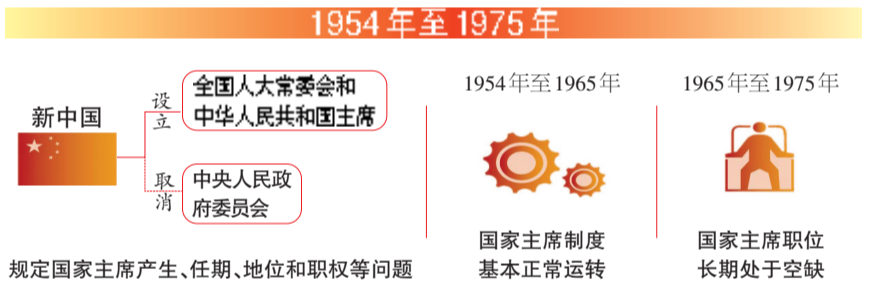 1954年至1975年
新中国
设立
全国人大常委会和
中华人民共和国主席
取消
中央人民政
府委员会
规定国家主席产生、任期、地位和职权等问题
1954年至1965年
国家主席制度
基本正常运转
1965年至1975年
国家主席职位
长期处于空缺